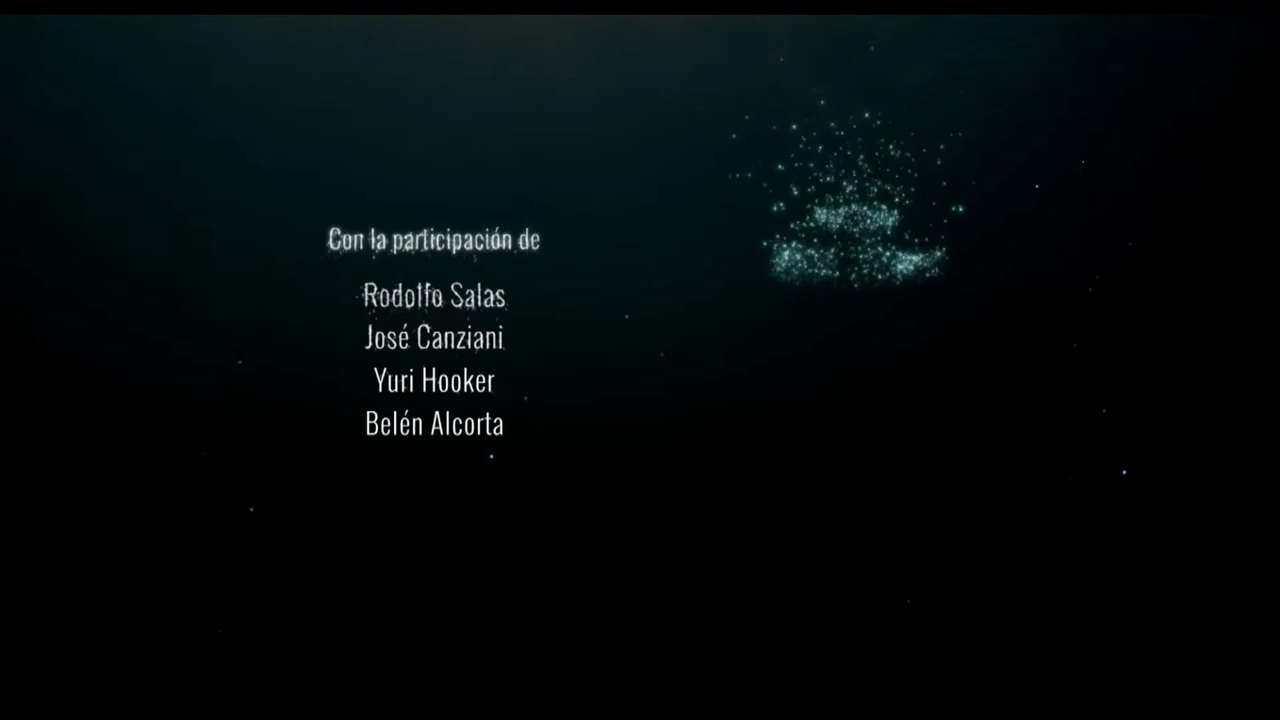 Con la participación de
Rodolfo Salas
José Canziani
Yuri Hooker
Belén Alcorta